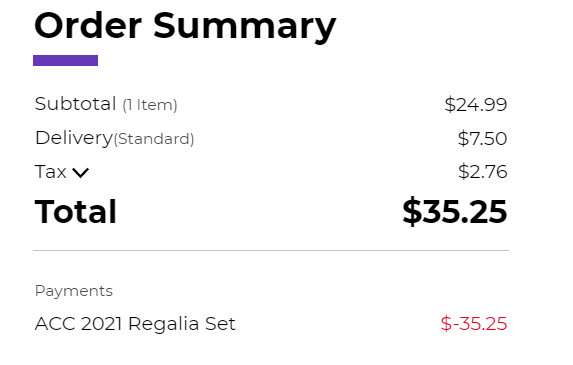 Order Summary
Subtotal (1 Item) $24.99
Delivery(Standard) $7.50
Tax $2.76
Total $35.25
Payments
ACC 2021 Regalia Set $-35.25